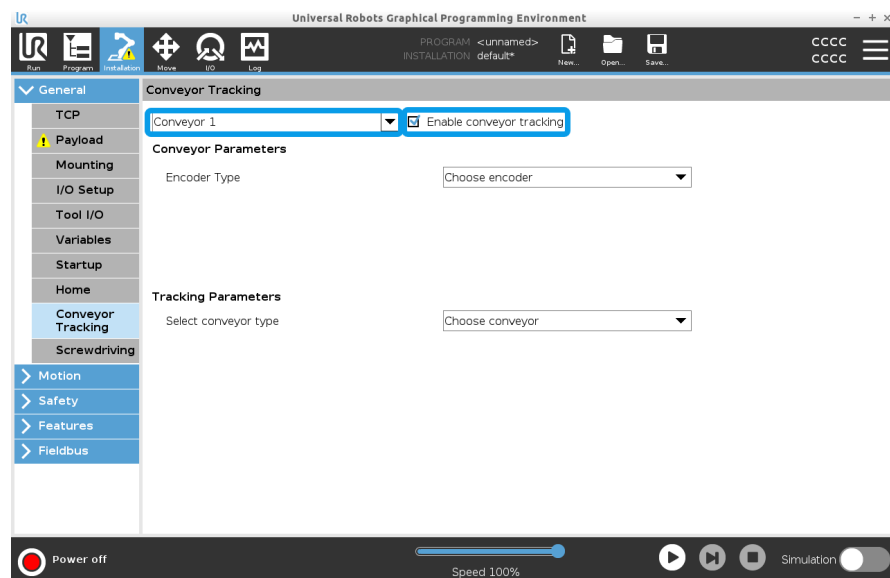 UR
Universal Robots Graphical Programming Environment
UR
PROGRAM <unnamed>
INSTALLATION default*
CCCC
CCCC
Run
Program
Installation
Move
I/O
Log
New...
Open...
Save...
General
Conveyor Tracking
TCP
Payload
Mounting
I/O Setup
Tool I/O
Variables
Startup
Home
Conveyor
Tracking
Screwdriving
Motion
Safety
Features
Fieldbus
Conveyor 1
Enable conveyor tracking
Conveyor Parameters
Encoder Type
Choose encoder
Tracking Parameters
Select conveyor type
Choose conveyor
Power off
Speed 100%
Simulation